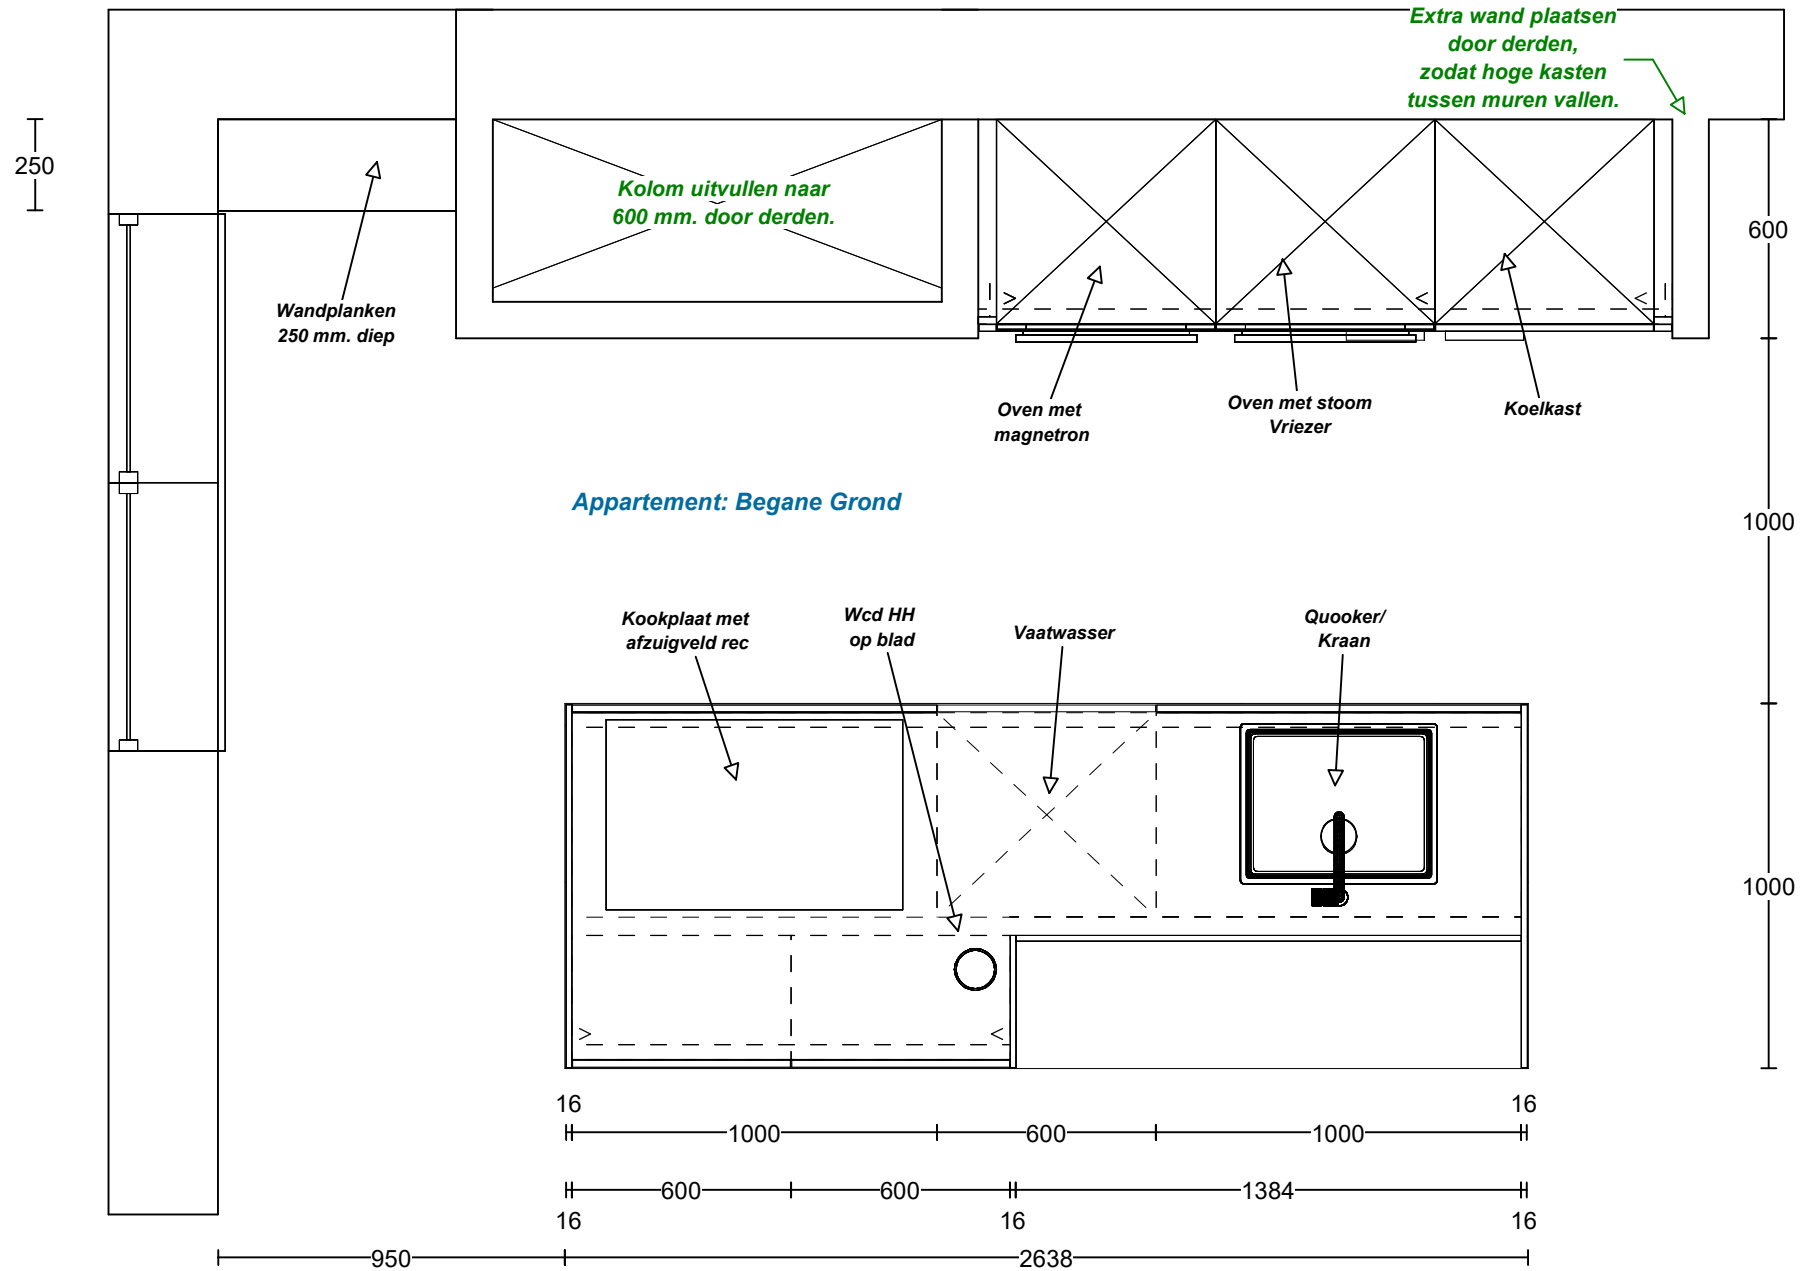 Extra wand plaatsen
door derden,
zodat hoge kasten
tussen muren vallen.
250
Kolom uitvullen naar
600 mm. door derden.
600
Wandplanken
250 mm. diep
Oven met
magnetron
Oven met stoom
Vriezer
Koelkast
Appartement: Begane Grond
1000
Kookplaat met
afzuigveld rec
Wcd HH
op blad
Vaatwasser
Quooker/
Kraan
1000
16 16
1000 600 1000
600 600 1384
16 16 16
950 2638